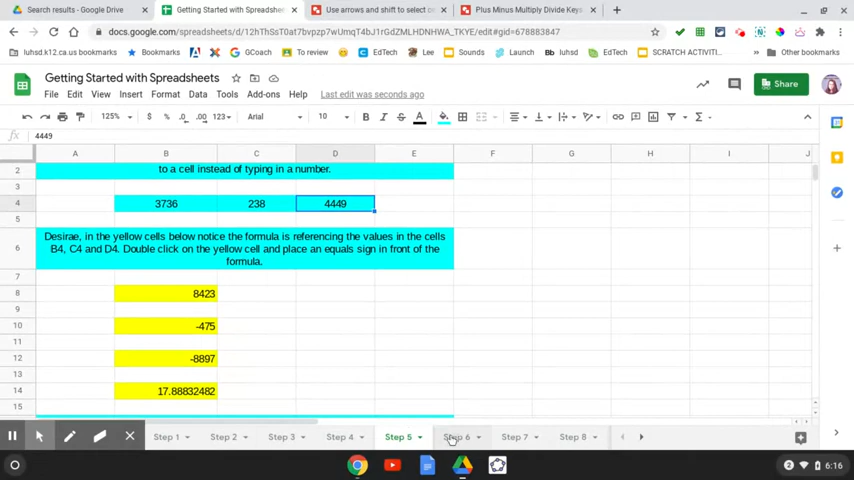 Search results - Google Drive
Getting Started with Spreadsheets
Use arrows and shift to select ce
Plus Minus Multiply Divide Keys
docs.google.com/spreadsheets/d/12hThSsT0at7bvpzp7wUmqT4bJ1rGdZMLHDNHWA_TKYE/edit#gid=678883847
luhsd.k12.ca.us bookmarks
Bookmarks
GCoach
To review
EdTech
Lee
Sounds
Launch
luhsd
EdTech
SCRATCH ACTIVITI...
Other bookmarks
Getting Started with Spreadsheets
File Edit View Insert Format Data Tools Add-ons Help Last edit was seconds ago
Share
125% $ % .0 .00 123 Arial 10 B I S A
fx 4449
A B C D E F G H I J
2 to a cell instead of typing in a number.
3
4 3736 238 4449
5
Desirae, in the yellow cells below notice the formula is referencing the values in the cells
6 B4, C4 and D4. Double click on the yellow cell and place an equals sign in front of the
formula.
7
8 8423
9
10 -475
11
12 -8897
13
14 17.88832482
15
Step 1 Step 2 Step 3 Step 4 Step 5 Step 6 Step 7 Step 8
2 6:16